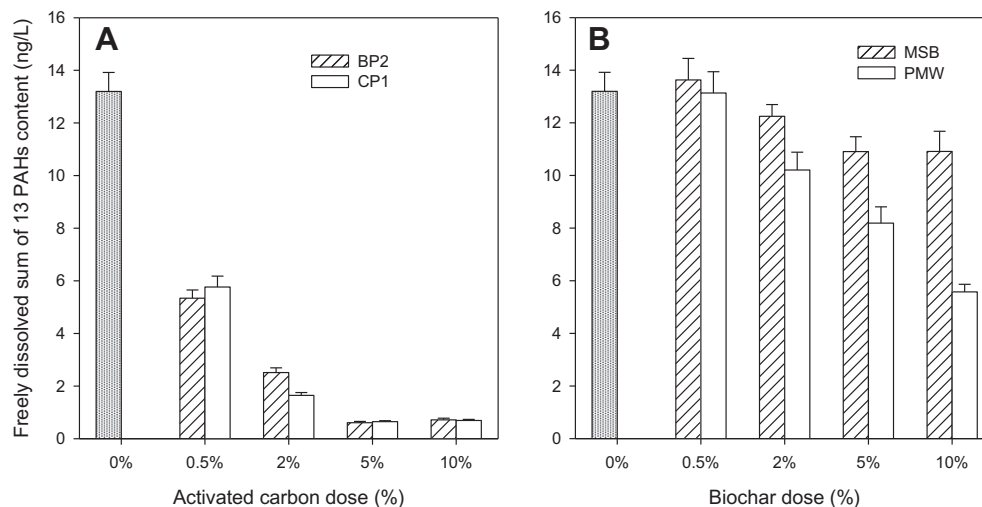 Freely dissolved sum of 13 PAHs content (ng/L)
A
BP2
CP1
16
14
12
10
8
6
4
2
0
0% 0.5% 2% 5% 10%
Activated carbon dose (%)
B
MSB
PMW
16
14
12
10
8
6
4
2
0
0% 0.5% 2% 5% 10%
Biochar dose (%)